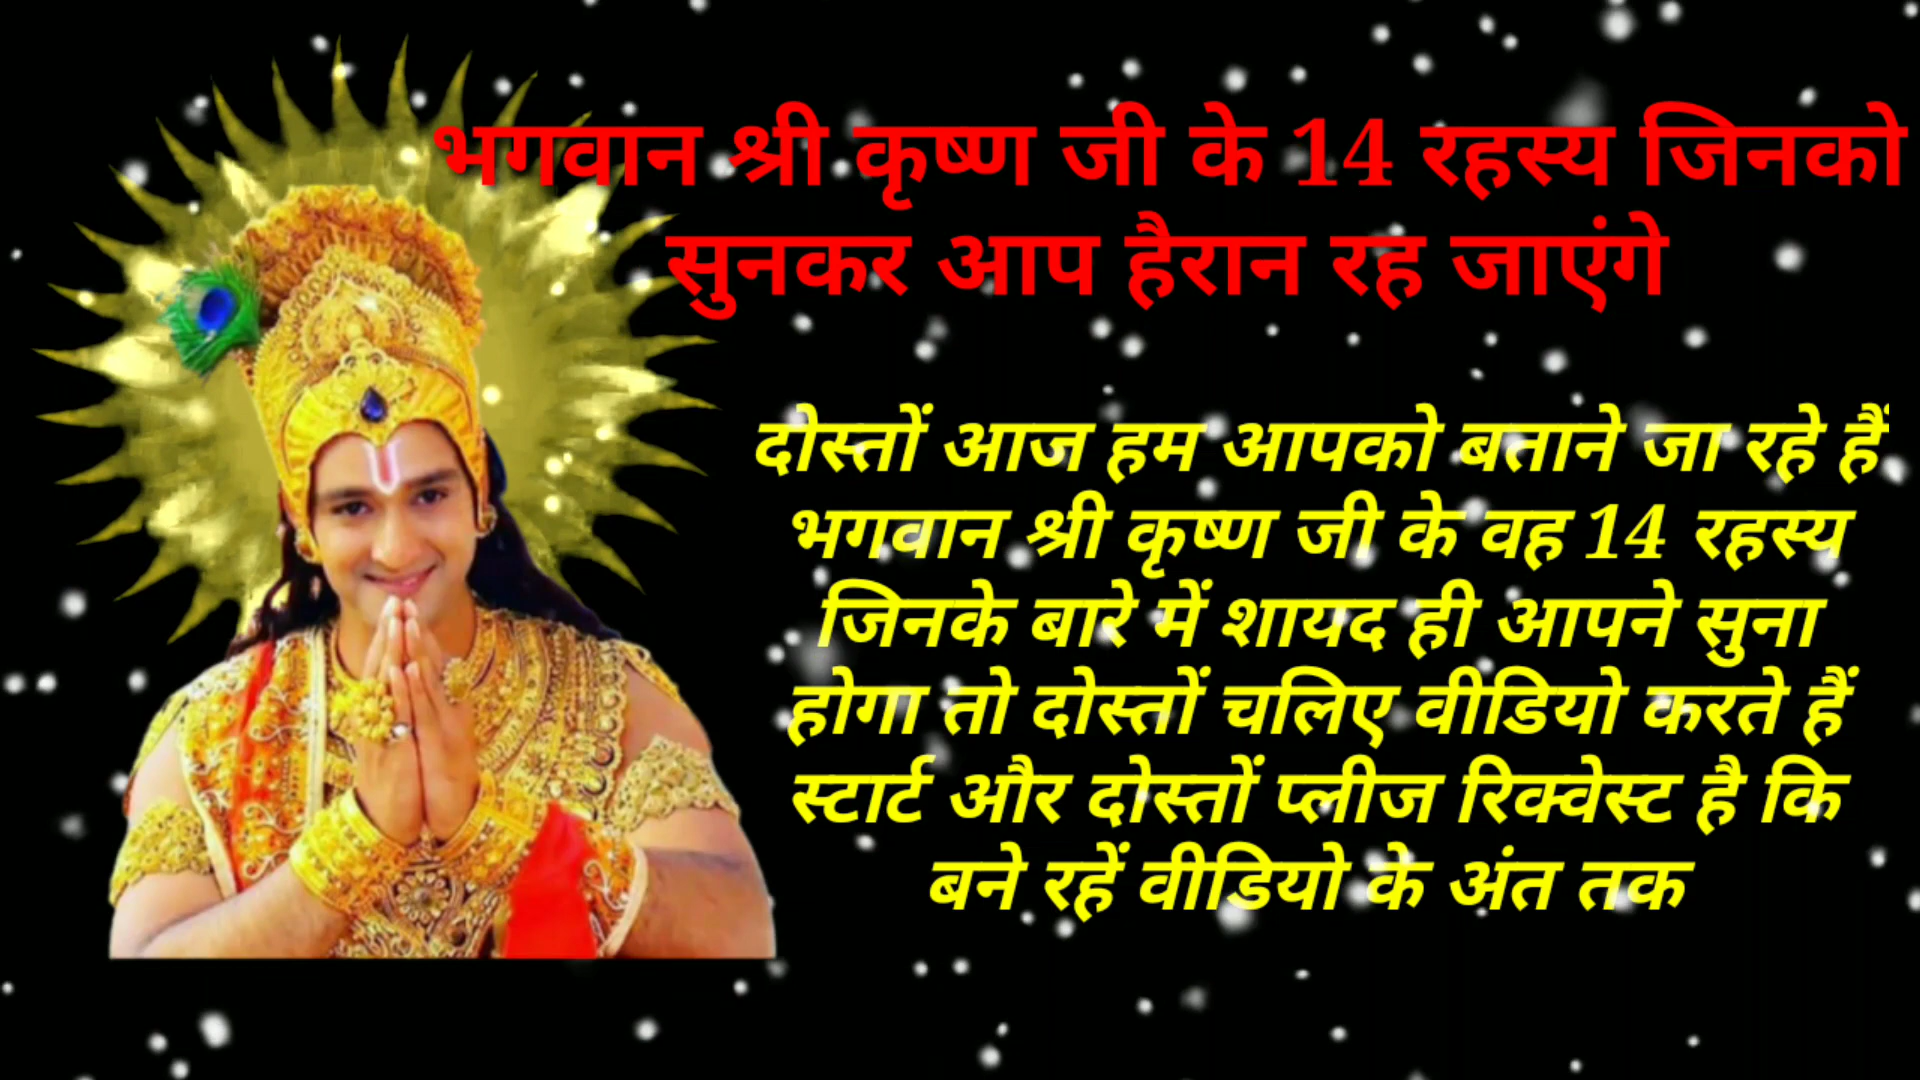 भगवान श्री कृष्ण जी के 14 रहस्य जिनको
सुनकर आप हैरान रह जाएंगे
दोस्तों आज हम आपको बताने जा रहे हैं
भगवान श्री कृष्ण जी के वह 14 रहस्य
जिनके बारे में शायद ही आपने सुना
होगा तो दोस्तों चलिए वीडियो करते हैं
स्टार्ट और दोस्तों प्लीज रिक्वेस्ट है कि
बने रहें वीडियो के अंत तक